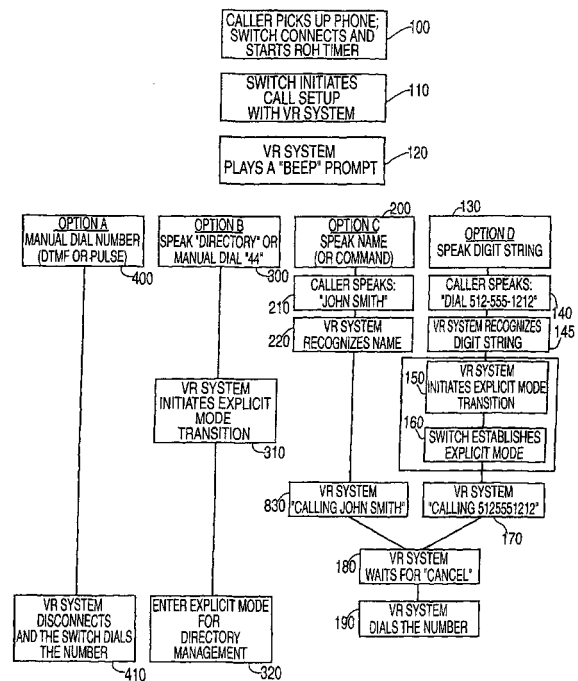 CALLER PICKS UP PHONE;
SWITCH CONNECTS AND
STARTS ROH TIMER
100
SWITCH INITIATES
CALL SETUP
WITH VR SYSTEM
110
VR SYSTEM
PLAYS A "BEEP" PROMPT
120
OPTION A
MANUAL DIAL NUMBER
(DTMF OR PULSE)
400
OPTION B
SPEAK "DIRECTORY" OR
MANUAL DIAL "44"
300
200
OPTION C
SPEAK NAME
(OR COMMAND)
130
OPTION D
SPEAK DIGIT STRING
210
CALLER SPEAKS:
"JOHN SMITH"
CALLER SPEAKS:
"DIAL 512-555-1212"
140
220
VR SYSTEM
RECOGNIZES NAME
VR SYSTEM RECOGNIZES
DIGIT STRING
145
150
VR SYSTEM
INITIATES EXPLICIT MODE
TRANSITION
VR SYSTEM
INITIATES EXPLICIT
MODE
TRANSITION
310
160
SWITCH ESTABLISHES
EXPLICIT MODE
830
VR SYSTEM
"CALLING JOHN SMITH"
VR SYSTEM
"CALLING 5125551212"
170
180
VR SYSTEM
WAITS FOR "CANCEL"
190
VR SYSTEM
DIALS THE NUMBER
VR SYSTEM
DISCONNECTS
AND THE SWITCH DIALS
THE NUMBER
410
ENTER EXPLICIT MODE
FOR
DIRECTORY
MANAGEMENT
320